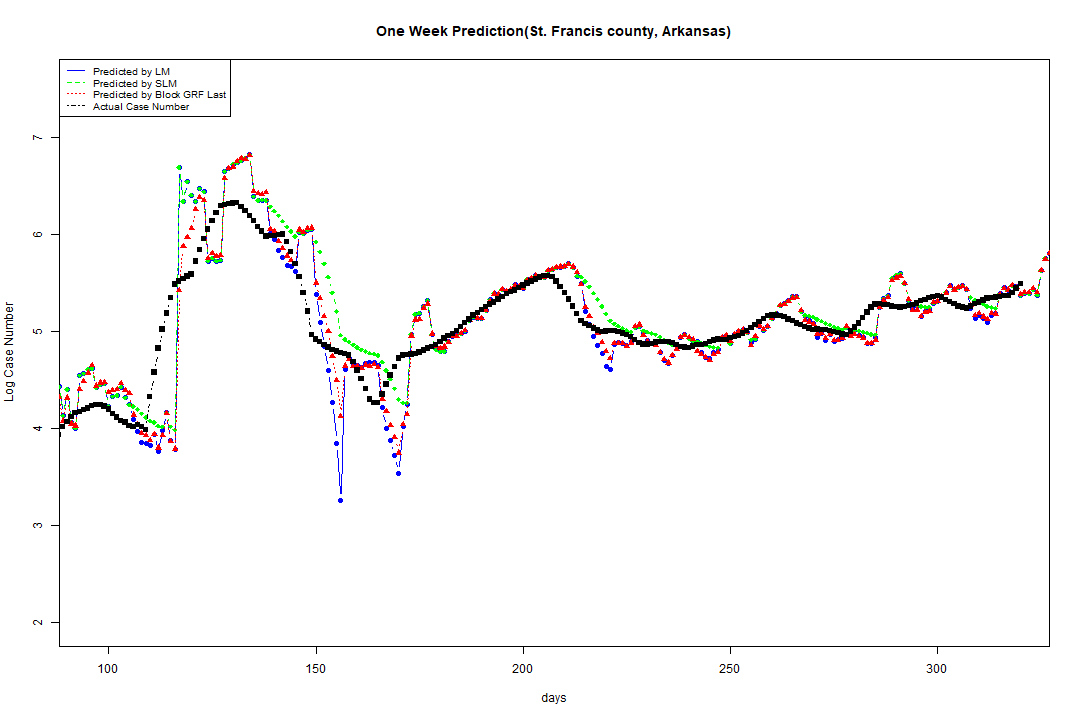 One Week Prediction(St. Francis county, Arkansas)
Predicted by LM
Predicted by SLM
Predicted by Block GRF Last
Actual Case Number
Log Case Number
7
6
5
4
3
2
100 150 200 250 300
days